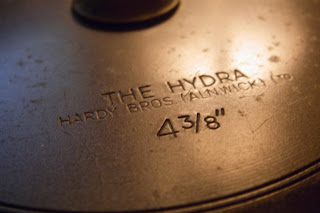 THE HYDRA
HARDY BROS (ALNWICK) LTD
4 3/8"